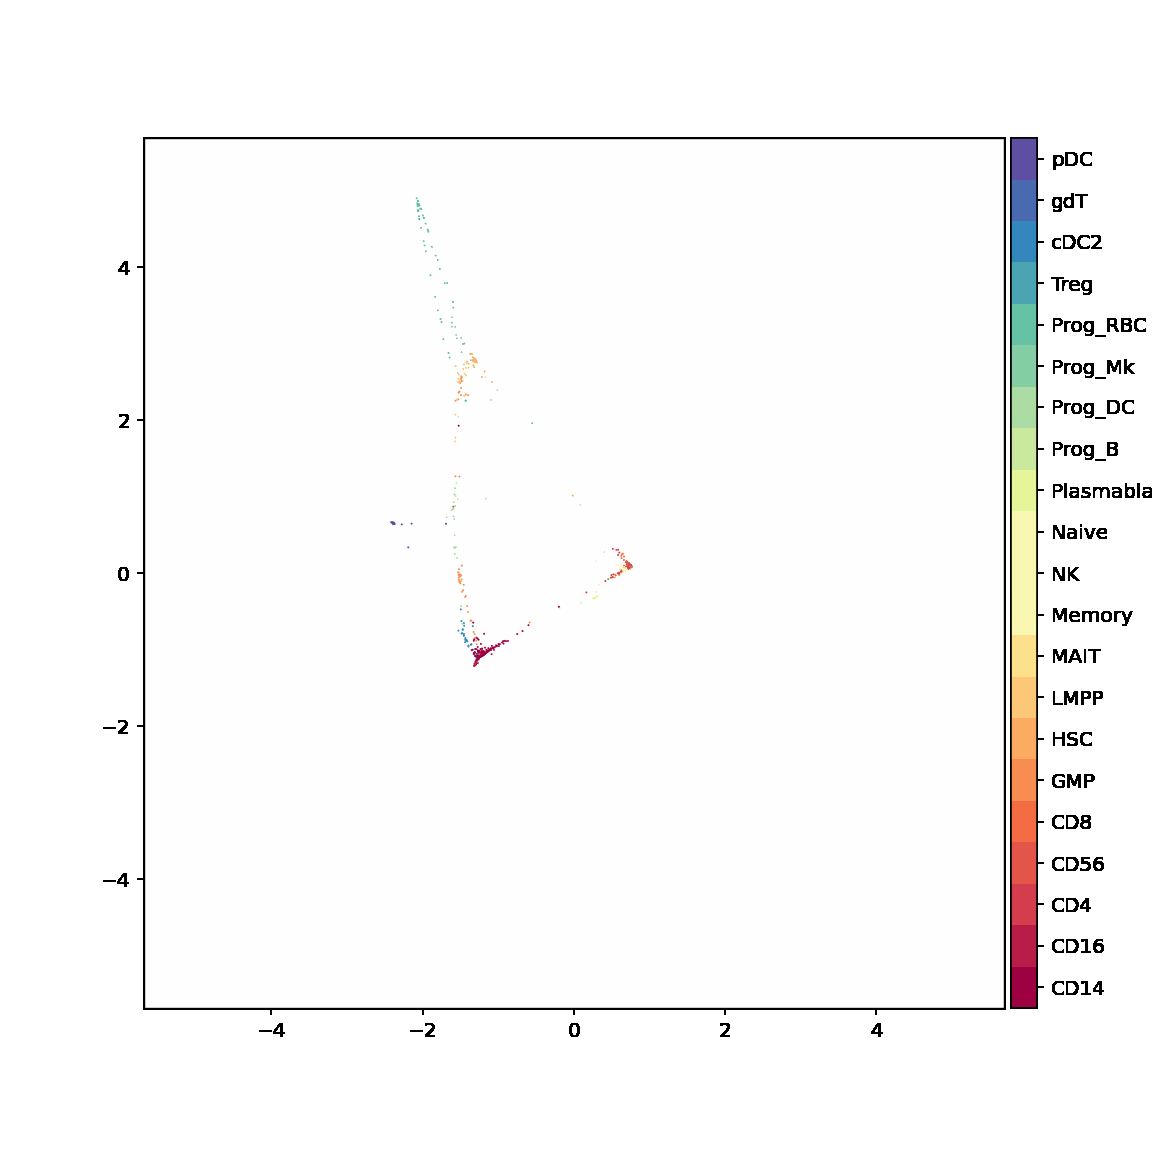 4
2
0
−2
−4
−4
−2
0
2
4
pDC
gdT
cDC2
Treg
Prog_RBC
Prog_Mk
Prog_DC
Prog_B
Plasmabla
Naive
NK
Memory
MAIT
LMPP
HSC
GMP
CD8
CD56
CD4
CD16
CD14